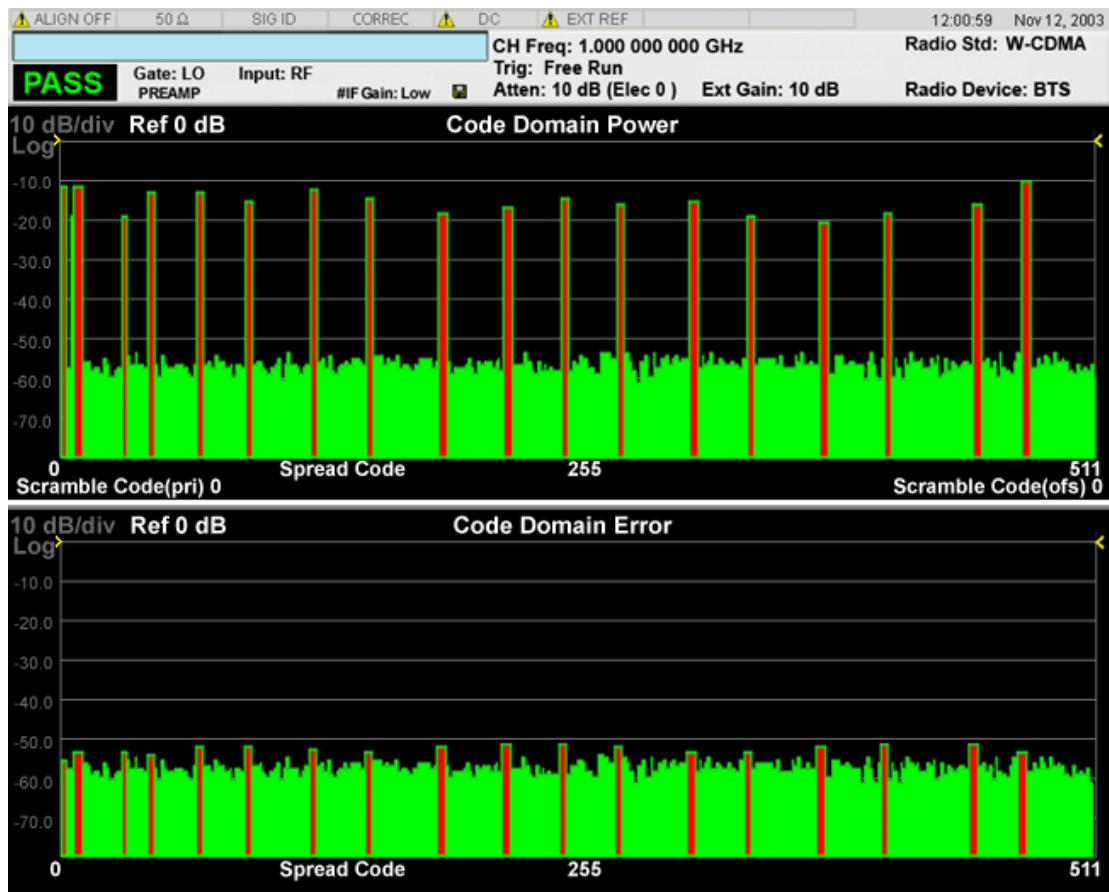 ALIGN OFF 50 Ω SIG ID CORREC DC EXT REF 12:00:59 Nov 12, 2003
CH Freq: 1.000 000 000 GHz Radio Std: W-CDMA
PASS Gate: LO Input: RF Trig: Free Run
PREAMP #IF Gain: Low Atten: 10 dB (Elec 0 ) Ext Gain: 10 dB Radio Device: BTS
10 dB/div Ref 0 dB Code Domain Power
Log
-10.0
-20.0
-30.0
-40.0
-50.0
-60.0
-70.0
0 Spread Code 255 511
Scramble Code(pri) 0 Scramble Code(ofs) 0
10 dB/div Ref 0 dB Code Domain Error
Log
-10.0
-20.0
-30.0
-40.0
-50.0
-60.0
-70.0
0 Spread Code 255 511